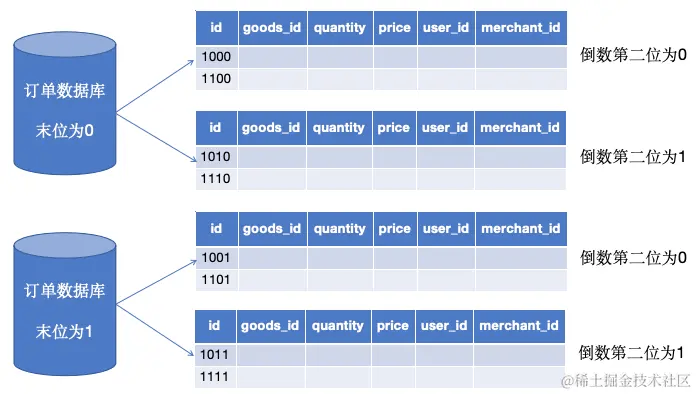 订单数据库
末位为0
id goods_id quantity price user_id merchant_id
1000
1100
倒数第二位为0
id goods_id quantity price user_id merchant_id
1010
1110
倒数第二位为1
订单数据库
末位为1
id goods_id quantity price user_id merchant_id
1001
1101
倒数第二位为0
id goods_id quantity price user_id merchant_id
1011
1111
倒数第二位为1
@稀土掘金技术社区